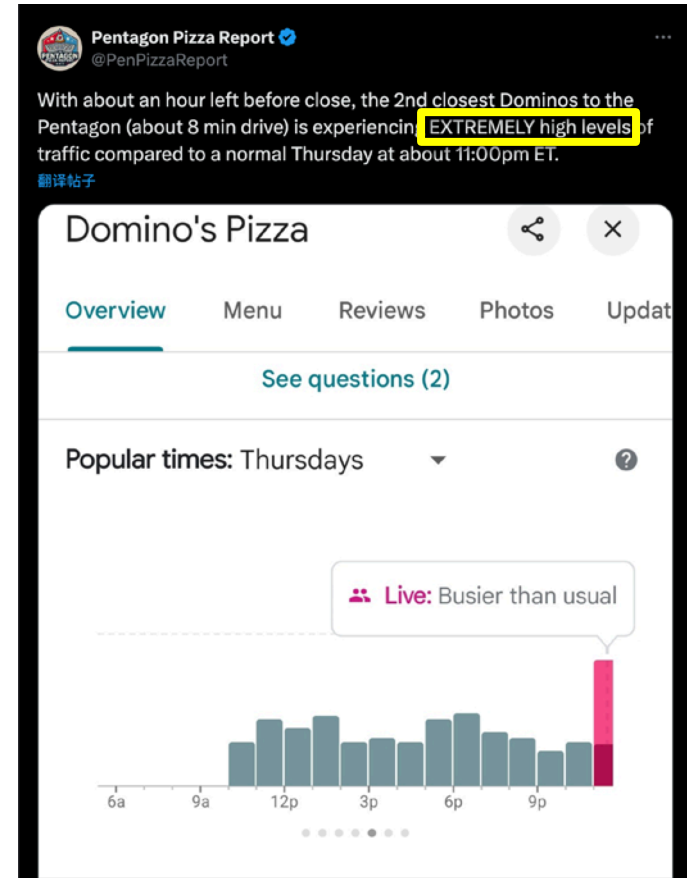 Pentagon Pizza Report
@PenPizzaReport
With about an hour left before close, the 2nd closest Dominos to the
Pentagon (about 8 min drive) is experiencin EXTREMELY high levels of
traffic compared to a normal Thursday at about 11:00pm ET.
翻译帖子
Domino's Pizza
Overview Menu Reviews Photos Updat
See questions (2)
Popular times: Thursdays
Live: Busier than usual
6a 9a 12p 3p 6p 9p